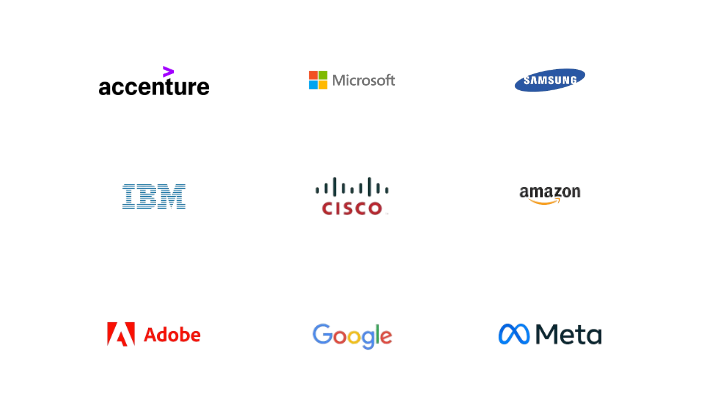 accenture
Microsoft
SAMSUNG
IBM
CISCO
amazon
Adobe
Google
Meta